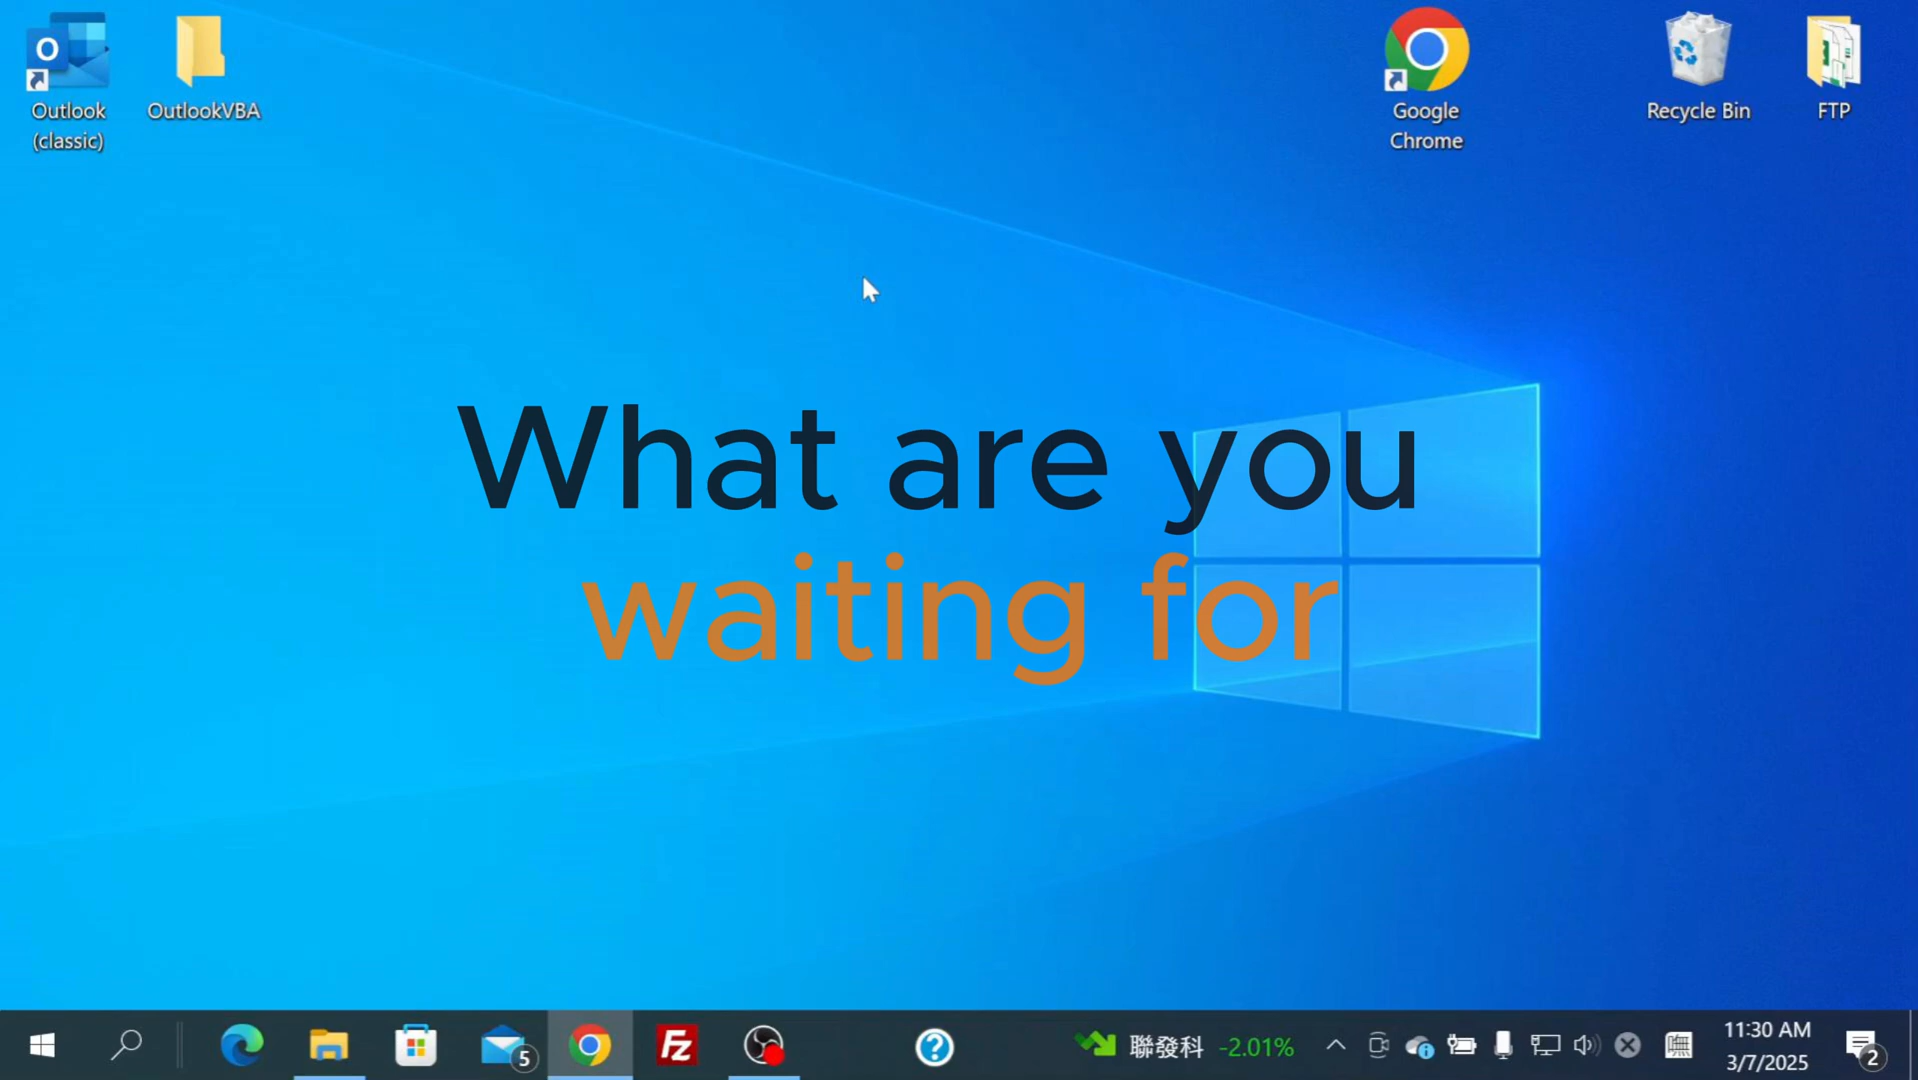 Outlook
(classic)
OutlookVBA
Google
Chrome
Recycle Bin
FTP
What are you
waiting for
5
聯發科 -2.01%
11:30 AM
3/7/2025
2